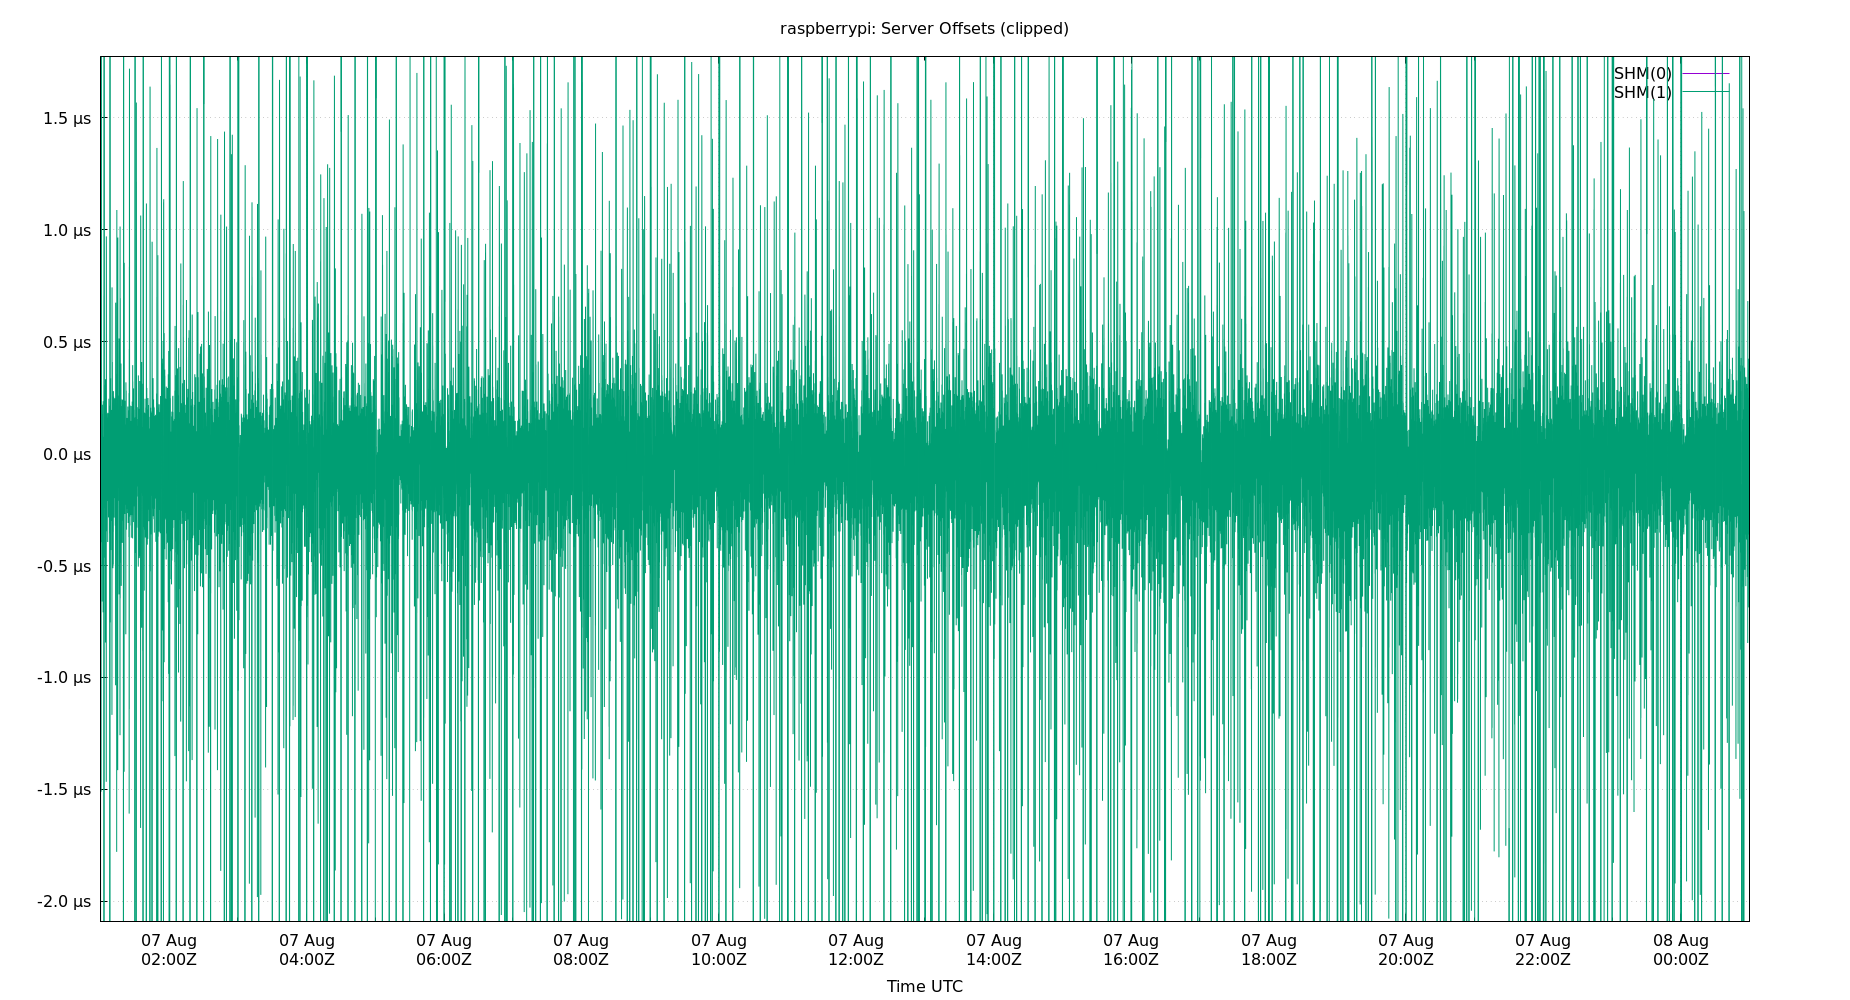 raspberrypi: Server Offsets (clipped)
SHM(0)
SHM(1)
1.5 µs
1.0 µs
0.5 µs
0.0 µs
-0.5 µs
-1.0 µs
-1.5 µs
-2.0 µs
07 Aug 07 Aug 07 Aug 07 Aug 07 Aug 07 Aug 07 Aug 07 Aug 07 Aug 07 Aug 07 Aug 08 Aug
02:00Z 04:00Z 06:00Z 08:00Z 10:00Z 12:00Z 14:00Z 16:00Z 18:00Z 20:00Z 22:00Z 00:00Z
Time UTC